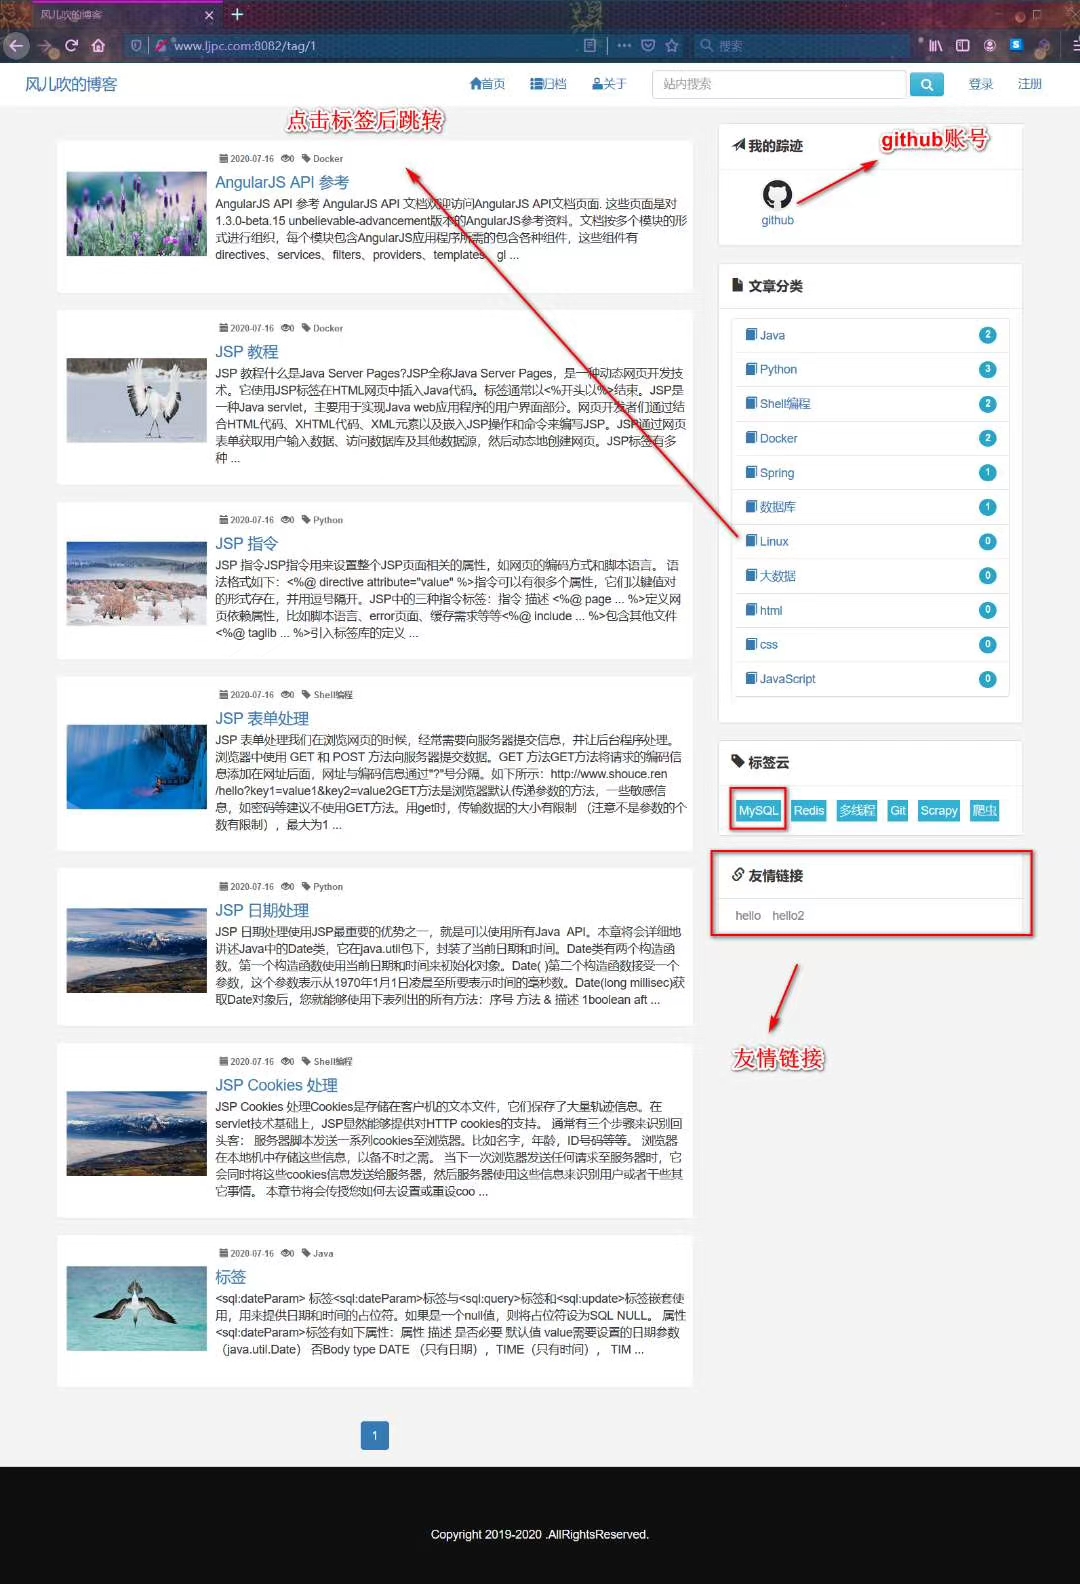 风儿吹的博客
www.ljpc.com:8082/tag/1
搜索
风儿吹的博客
首页
归档
关于
站内搜索
登录
注册
点击标签后跳转
2020-07-16 0 Docker
AngularJS API 参考
AngularJS API 参考 AngularJS API 文档欢迎访问AngularJS API文档页面. 这些页面是对
1.3.0-beta.15 unbelievable-advancement版本的AngularJS参考资料。文档按多个模块的形
式进行组织，每个模块包含AngularJS应用程序所需的包含各种组件，这些组件有
directives、services、filters、providers、templates、gl ...
2020-07-16 0 Docker
JSP 教程
JSP 教程什么是Java Server Pages?JSP全称Java Server Pages，是一种动态网页开发技
术。它使用JSP标签在HTML网页中插入Java代码。标签通常以<%开头以%>结束。JSP是
一种Java servlet，主要用于实现Java web应用程序的用户界面部分。网页开发者们通过结
合HTML代码、XHTML代码、XML元素以及嵌入JSP操作和命令来编写JSP。JSP通过网页
表单获取用户输入数据、访问数据库及其他数据源，然后动态地创建网页。JSP标签有多
种 ...
2020-07-16 0 Python
JSP 指令
JSP 指令JSP指令用来设置整个JSP页面相关的属性，如网页的编码方式和脚本语言。 语
法格式如下：<%@ directive attribute="value" %>指令可以有很多个属性，它们以键值对
的形式存在，并用逗号隔开。JSP中的三种指令标签：指令 描述 <%@ page ... %>定义网
页依赖属性，比如脚本语言、error页面、缓存需求等等<%@ include ... %>包含其他文件
<%@ taglib ... %>引入标签库的定义 ...
2020-07-16 0 Shell编程
JSP 表单处理
JSP 表单处理我们在浏览网页的时候，经常需要向服务器提交信息，并让后台程序处理。
浏览器中使用 GET 和 POST 方法向服务器提交数据。GET 方法GET方法将请求的编码信
息添加在网址后面，网址与编码信息通过"?"号分隔。如下所示：http://www.shouce.ren
/hello?key1=value1&key2=value2GET方法是浏览器默认传递参数的方法，一些敏感信
息，如密码等建议不使用GET方法。用get时，传输数据的大小有限制 （注意不是参数的个
数有限制），最大为1 ...
2020-07-16 0 Python
JSP 日期处理
JSP 日期处理使用JSP最重要的优势之一，就是可以使用所有Java API。本章将会详细地
讲述Java中的Date类，它在java.util包下，封装了当前日期和时间。Date类有两个构造函
数。第一个构造函数使用当前日期和时间来初始化对象。Date( )第二个构造函数接受一个
参数，这个参数表示从1970年1月1日凌晨至所要表示时间的毫秒数。Date(long millisec)获
取Date对象后，您就能够使用下表列出的所有方法：序号 方法 & 描述 1boolean aft ...
2020-07-16 0 Shell编程
JSP Cookies 处理
JSP Cookies 处理Cookies是存储在客户机的文本文件，它们保存了大量轨迹信息。在
servlet技术基础上，JSP显然能够提供对HTTP cookies的支持。 通常有三个步骤来识别回
头客： 服务器脚本发送一系列cookies至浏览器。比如名字，年龄，ID号码等等。 浏览器
在本地机中存储这些信息，以备不时之需。 当下一次浏览器发送任何请求至服务器时，它
会同时将这些cookies信息发送给服务器，然后服务器使用这些信息来识别用户或者干些其
它事情。 本章节将会传授您如何去设置或重设coo ...
2020-07-16 0 Java
标签
<sql:dateParam> 标签<sql:dateParam>标签与<sql:query>标签和<sql:update>标签嵌套使
用，用来提供日期和时间的占位符。如果是一个null值，则将占位符设为SQL NULL。 属性
<sql:dateParam>标签有如下属性：属性 描述 是否必要 默认值 value需要设置的日期参数
（java.util.Date） 否Body type DATE （只有日期），TIME（只有时间）， TIM ...
1
我的踪迹
github账号
github
文章分类
Java 2
Python 3
Shell编程 2
Docker 2
Spring 1
数据库 1
Linux 0
大数据 0
html 0
css 0
JavaScript 0
标签云
MySQL Redis 多线程 Git Scrapy 爬虫
友情链接
hello hello2
友情链接
Copyright 2019-2020 .AllRightsReserved.